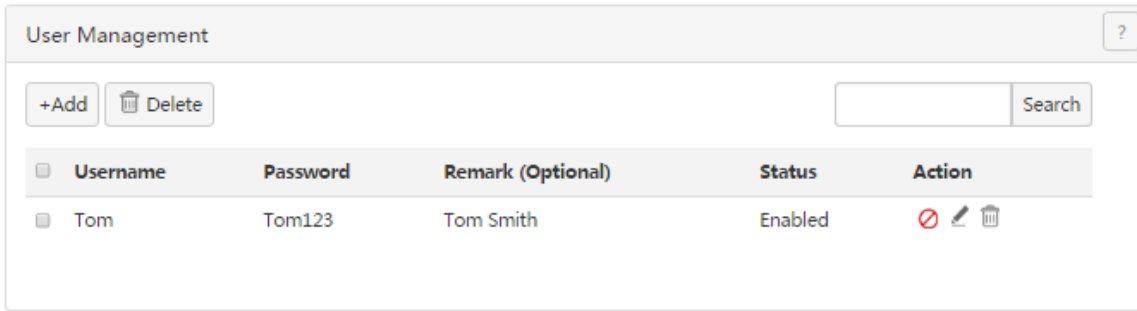 User Management
?
+Add Delete Search
Username Password Remark (Optional) Status Action
Tom Tom123 Tom Smith Enabled